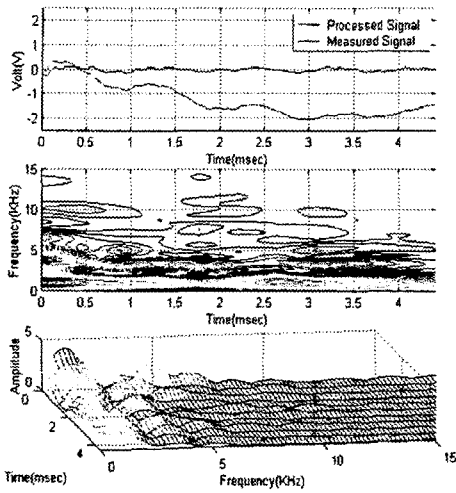 2
Processed Signal
Measured Signal
1
0
-1
-2
Volt(V)
0 0.5 1 1.5 2 2.5 3 3.5 4
Time(msec)
15
10
5
0
Frequency(KHz)
0 0.5 1 1.5 2 2.5 3 3.5 4
Time(msec)
5
0
Amplitude
0
2
4
0 5 10 15
Time(msec)
Frequency(KHz)